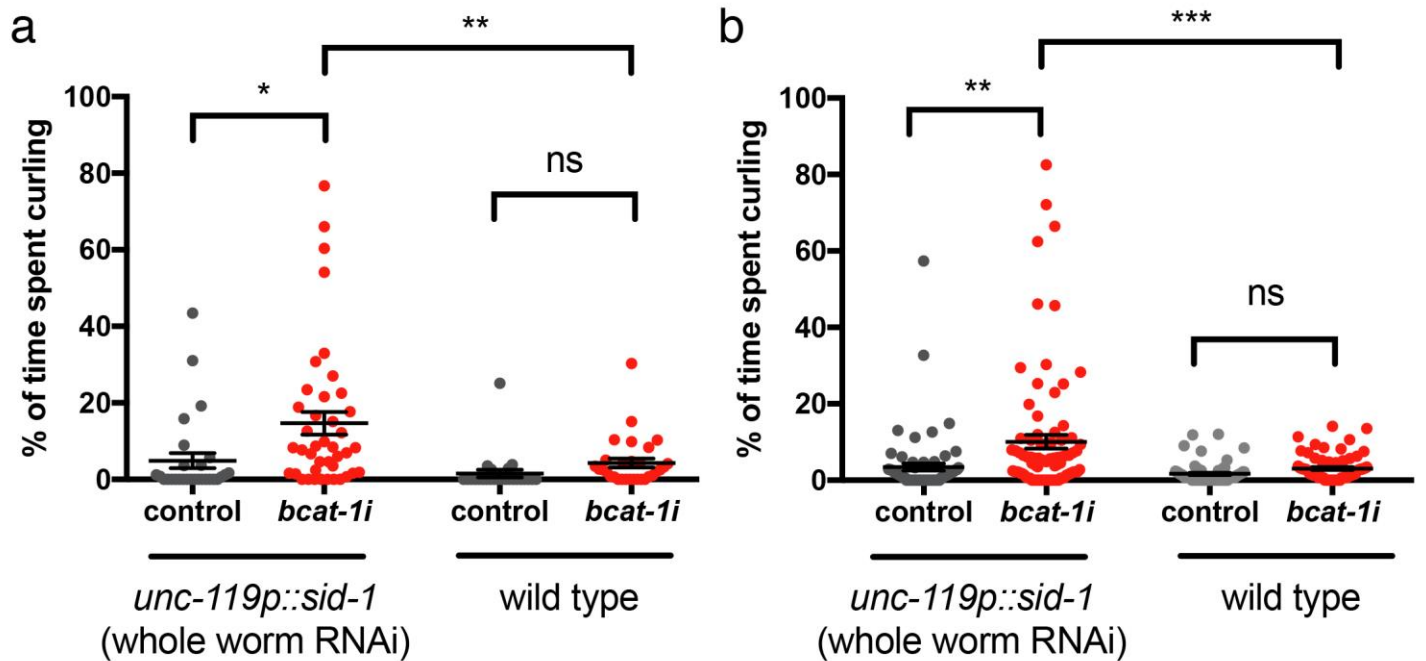 a
**
*
ns
% of time spent curling
100
80
60
40
20
0
control bcat-1i control bcat-1i
unc-119p::sid-1 wild type
(whole worm RNAi)
b
***
**
ns
% of time spent curling
100
80
60
40
20
0
control bcat-1i control bcat-1i
unc-119p::sid-1 wild type
(whole worm RNAi)